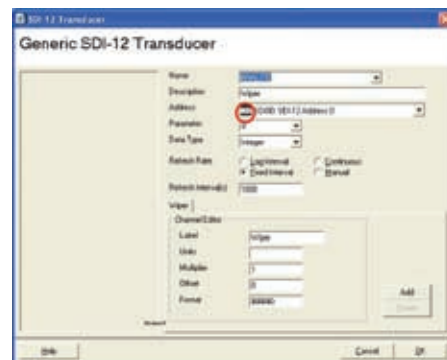 SDI-12 Transducer
Generic SDI-12 Transducer
Name
Description Wiper
Address SDI-12 Address 0
Parameter
Data Type Integer
Refresh Rate Log Interval Continuous
Fixed Interval Manual
Refresh Interval(s) 1000
Wiper
Channel Editor
Label Wiper
Units
Multiplier 1
Offset 0
Format
Add
Help Cancel OK